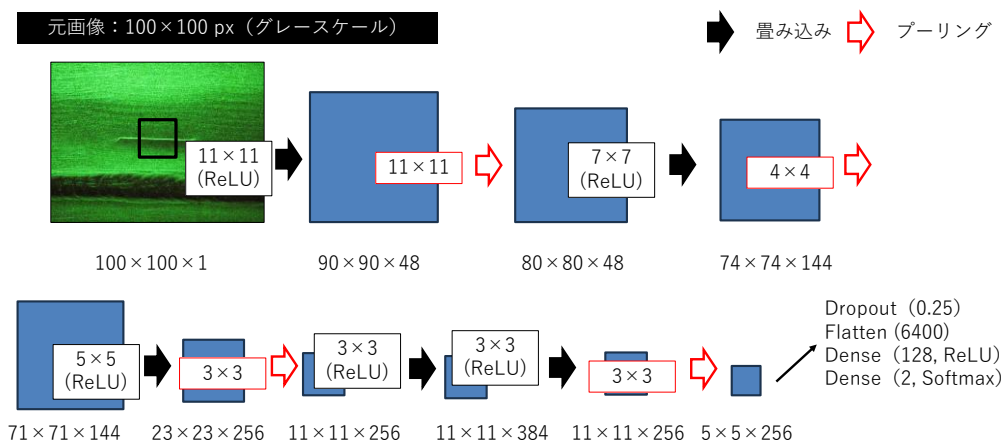 元画像：100×100 px（グレースケール）
畳み込み
プーリング
11×11
(ReLU)
11×11
7×7
(ReLU)
4×4
100×100×1
90×90×48
80×80×48
74×74×144
5×5
(ReLU)
3×3
3×3
(ReLU)
3×3
(ReLU)
3×3
Dropout（0.25）
Flatten (6400)
Dense（128, ReLU）
Dense（2, Softmax）
71×71×144
23×23×256
11×11×256
11×11×384
11×11×256
5×5×256